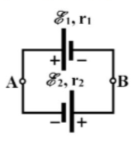 ℰ₁, r₁
+ −
A ℰ₂, r₂ B
− +